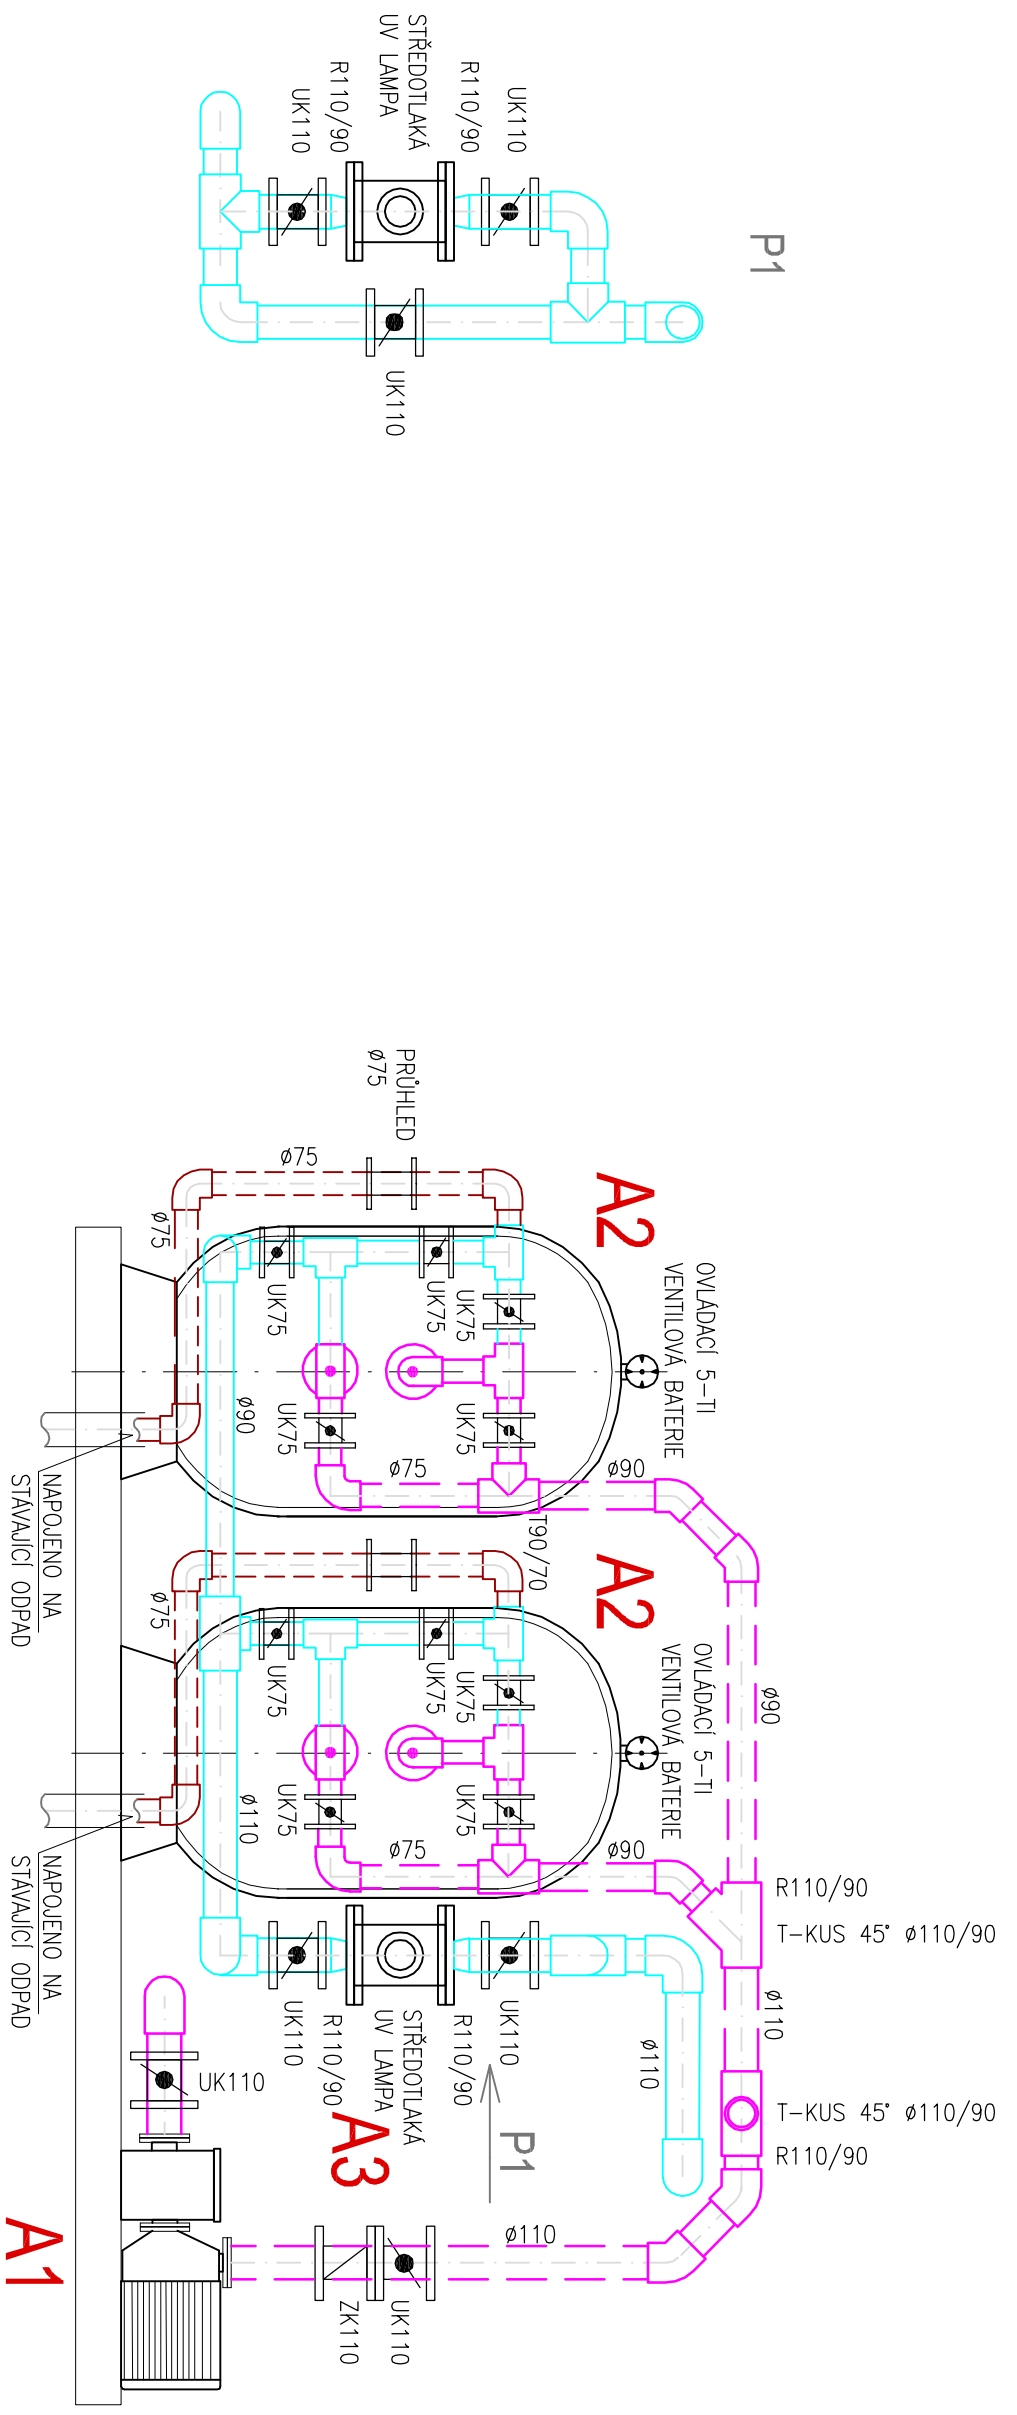 STŘEDOTLAKÁ
UV LAMPA
R110/90
UK110
R110/90
UK110
UK110
P1
PRŮHLED
ø75
ø75
ø75
A2
OVLÁDACÍ 5-TI
VENTILOVÁ BATERIE
UK75
UK75
UK75
UK75
UK75
ø90
ø75
ø90
NAPOJENO NA
STÁVAJÍCÍ ODPAD
T90/70
A2
OVLÁDACÍ 5-TI
VENTILOVÁ BATERIE
ø75
UK75
UK75
UK75
UK75
UK75
ø110
ø75
ø90
ø90
NAPOJENO NA
STÁVAJÍCÍ ODPAD
R110/90
T-KUS 45° ø110/90
ø110
T-KUS 45° ø110/90
R110/90
UK110
R110/90
STŘEDOTLAKÁ
UV LAMPA
R110/90
UK110
ø110
A3
P1
UK110
ø110
ZK110
UK110
A1